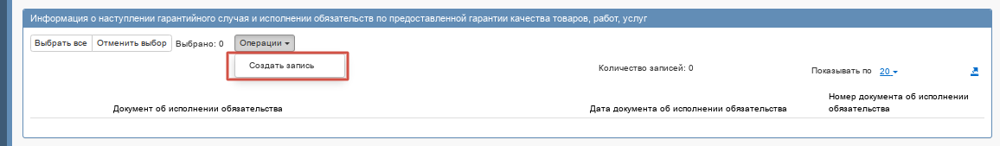 Информация о наступлении гарантийного случая и исполнении обязательств по предоставленной гарантии качества товаров, работ, услуг
Выбрать все Отменить выбор Выбрано: 0 Операции
Создать запись
Количество записей: 0 Показывать по 20
Документ об исполнении обязательства Дата документа об исполнении обязательства Номер документа об исполнении
обязательства